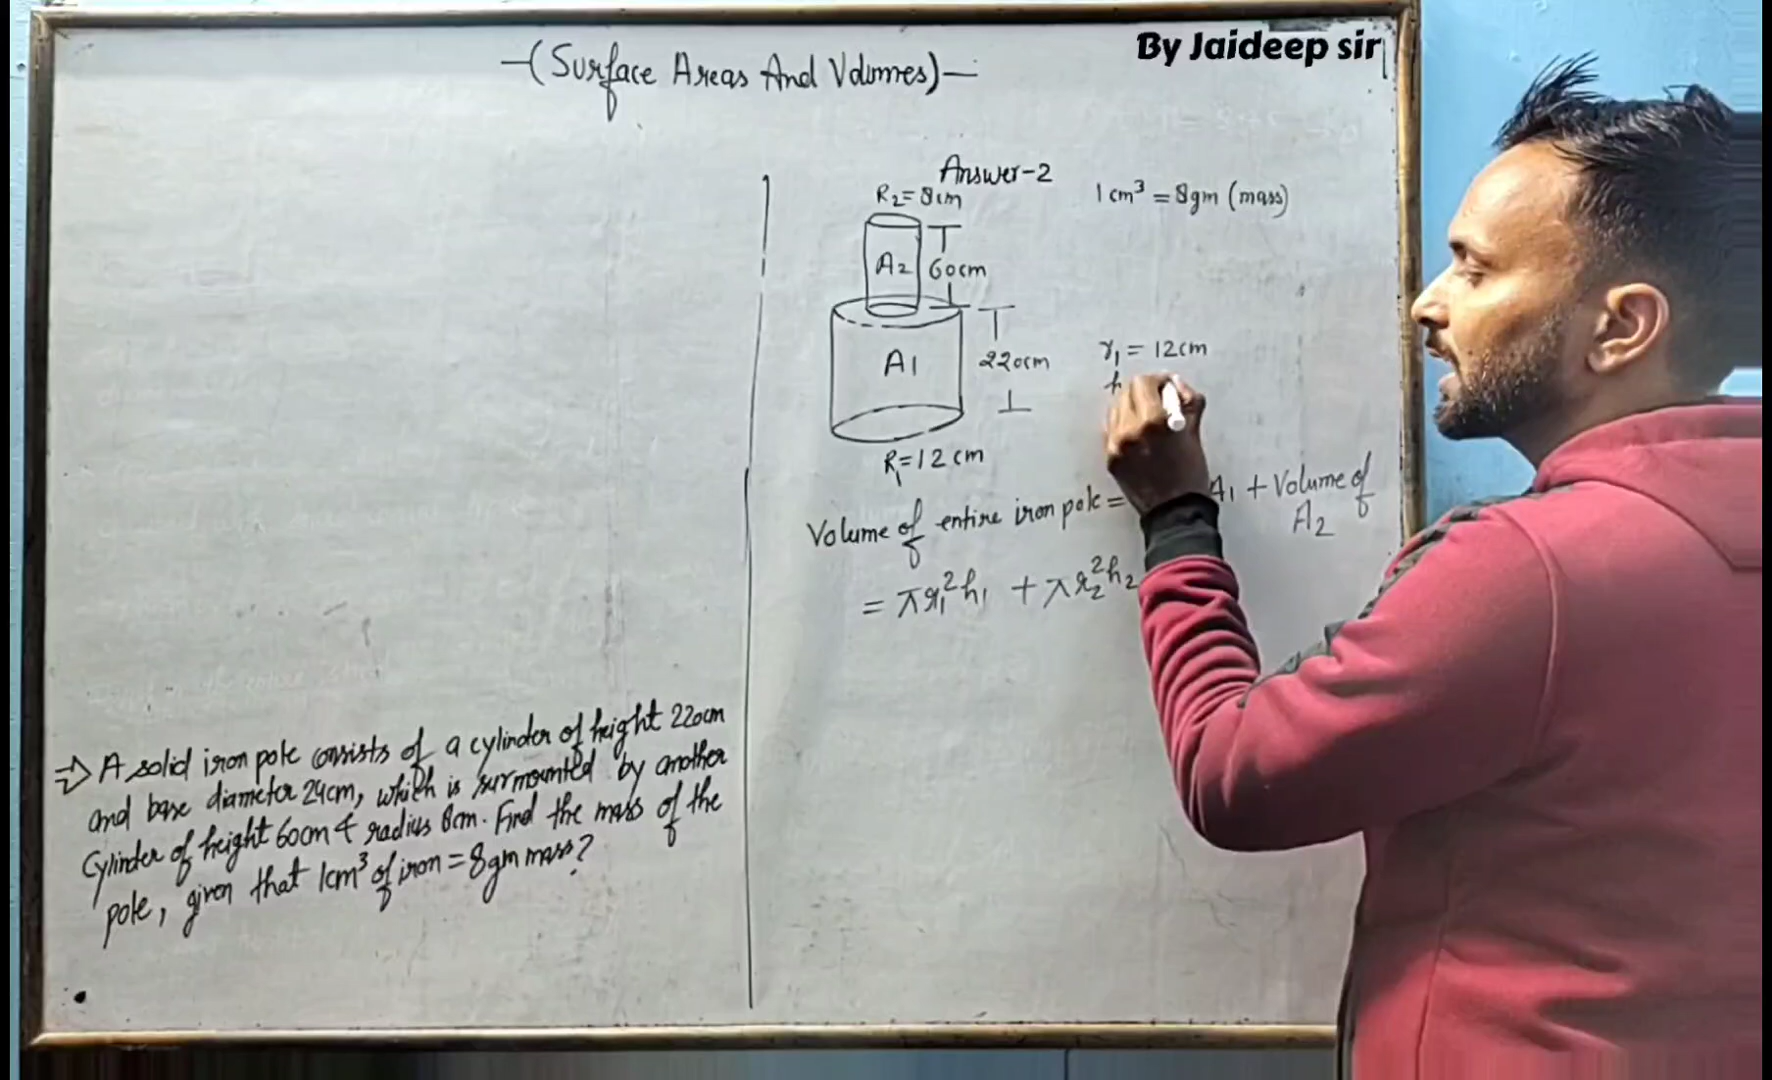 By Jaideep sir
-(Surface Areas And Volumes)-
Answer-2
R2=8cm
1 cm³ = 8gm (mass)
A2
60cm
A1
220cm
r1 = 12cm
h
R1=12cm
Volume of entire iron pole = A1 + Volume of
A2
= πr1²h1 + πr2²h2
⇒ A solid iron pole consists of a cylinder of height 220cm
and base diameter 24cm, which is surmounted by another
Cylinder of height 60cm & radius 8cm. Find the mass of the
pole, given that 1cm³ of iron = 8gm mass?